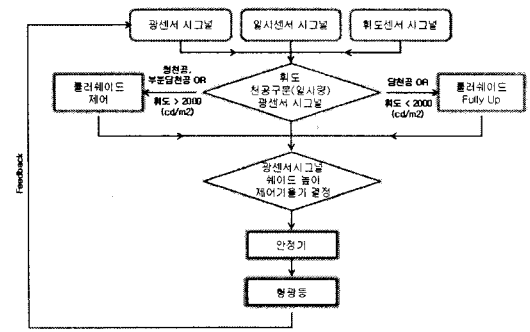 광센서 시그널
일사센서 시그널
휘도센서 시그널
청천공,
부분담천공 OR
휘도 > 2000
(cd/m2)
휘도
천공구분(일사량)
광센서 시그널
담천공 OR
휘도 < 2000
(cd/m2)
롤러쉐이드
제어
롤러쉐이드
Fully Up
Feedback
광센서시그널
쉐이드 높이
제어기울기 결정
안정기
형광등